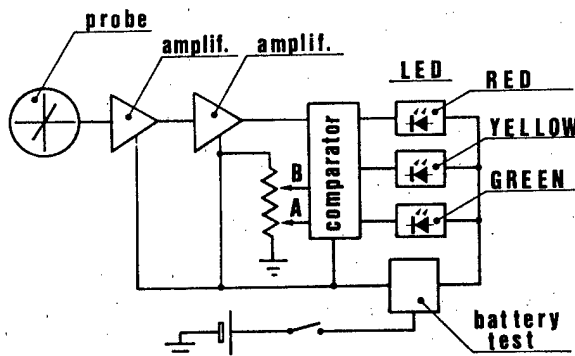 probe
amplif.
amplif.
LED
RED
YELLOW
GREEN
B
A
comparator
battery
test